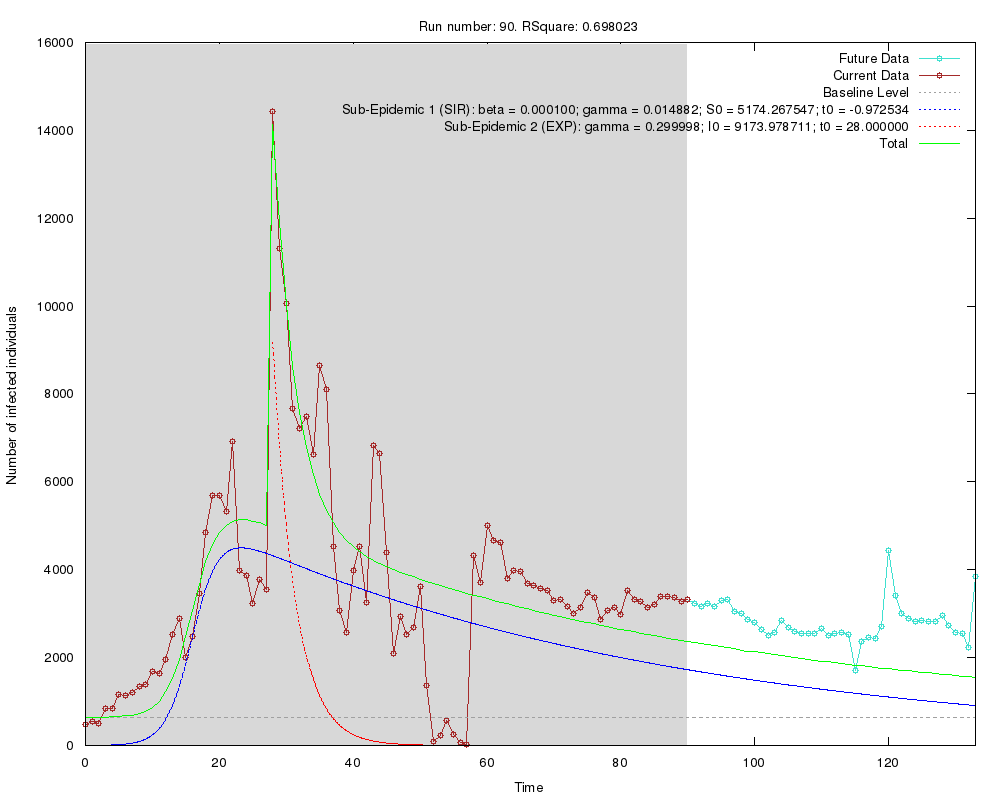 Run number: 90. RSquare: 0.698023
Future Data
Current Data
Baseline Level
Sub-Epidemic 1 (SIR): beta = 0.000100; gamma = 0.014882; S0 = 5174.267547; t0 = -0.972534
Sub-Epidemic 2 (EXP): gamma = 0.299998; I0 = 9173.978711; t0 = 28.000000
Total
16000
14000
12000
10000
8000
6000
4000
2000
0
Number of infected individuals
0 20 40 60 80 100 120
Time